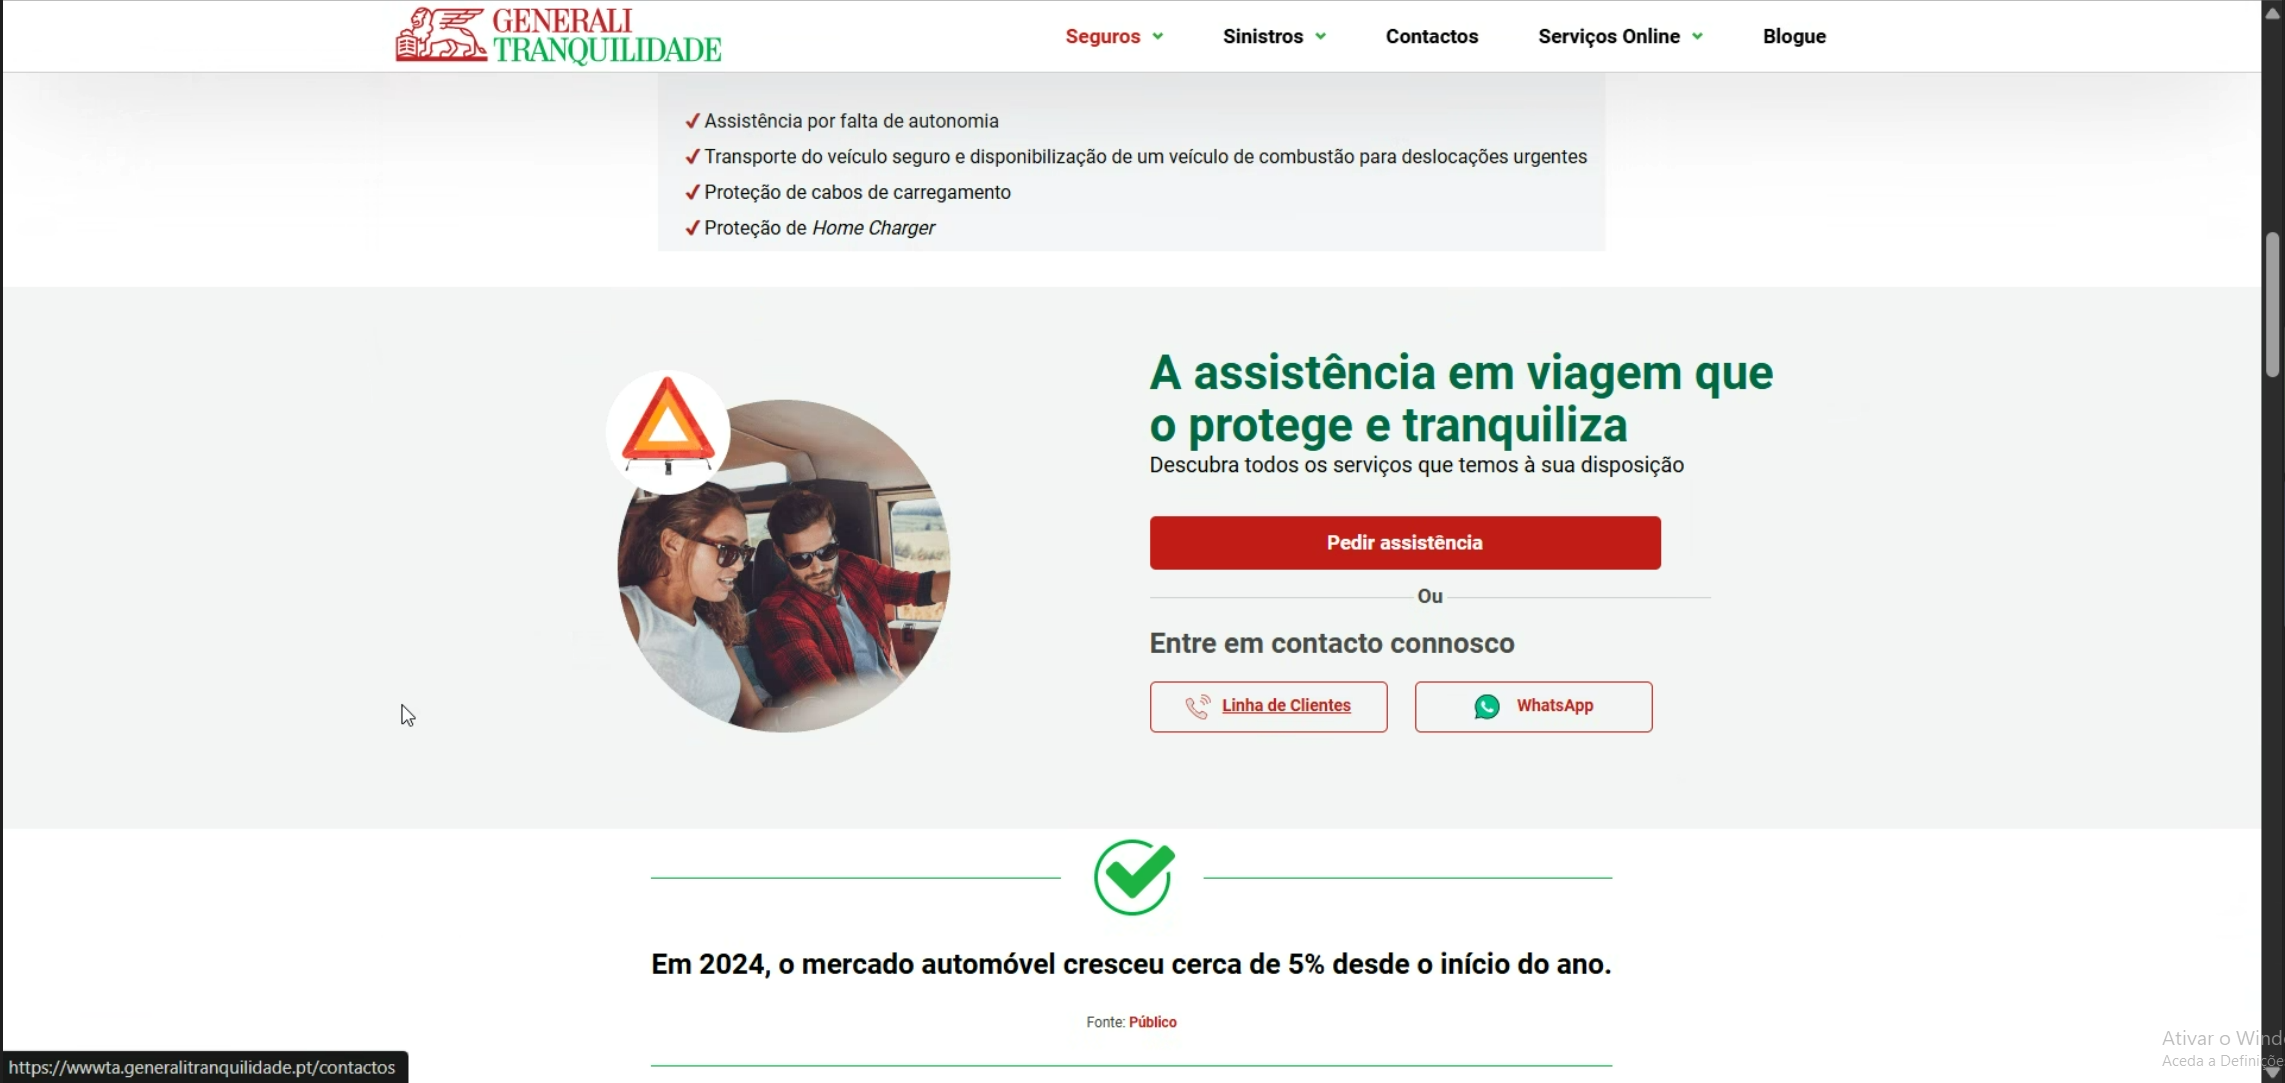 GENERALI
TRANQUILIDADE
Seguros
Sinistros
Contactos
Serviços Online
Blogue
Assistência por falta de autonomia
Transporte do veículo seguro e disponibilização de um veículo de combustão para deslocações urgentes
Proteção de cabos de carregamento
Proteção de Home Charger
A assistência em viagem que
o protege e tranquiliza
Descubra todos os serviços que temos à sua disposição
Pedir assistência
Ou
Entre em contacto connosco
Linha de Clientes
WhatsApp
Em 2024, o mercado automóvel cresceu cerca de 5% desde o início do ano.
Fonte: Público
Ativar o Wind
Aceda a Definiçõe
https://wwwta.generalitranquilidade.pt/contactos